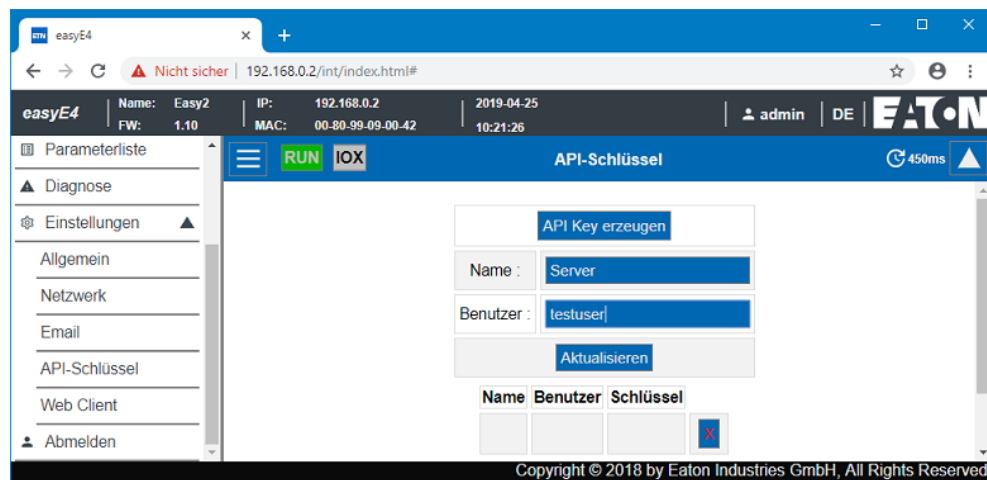 ETN easyE4
Nicht sicher 192.168.0.2/int/index.html#
easyE4 Name: Easy2 IP: 192.168.0.2 2019-04-25 admin DE EATON
FW: 1.10 MAC: 00-80-99-09-00-42 10:21:26
Parameterliste
RUN IOX API-Schlüssel 450ms
Diagnose
Einstellungen
Allgemein
Netzwerk
Email
API-Schlüssel
Web Client
Abmelden
API Key erzeugen
Name : Server
Benutzer : testuser
Aktualisieren
Name Benutzer Schlüssel
X
Copyright © 2018 by Eaton Industries GmbH, All Rights Reserved